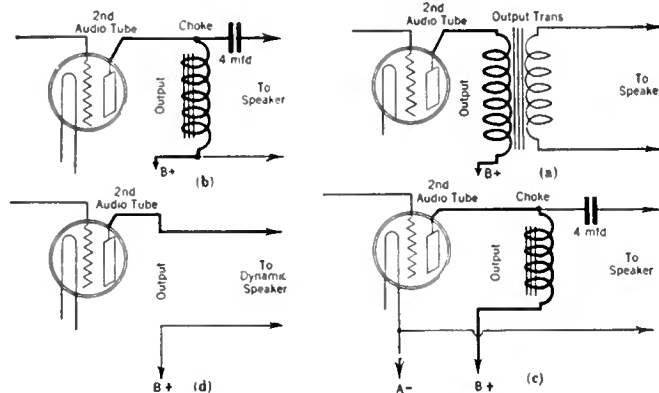 2nd
Audio Tube
Choke
4 mfd
Output
To
Speaker
B+
(b)
2nd
Audio Tube
Output Trans
Output
To
Speaker
B+
(a)
2nd
Audio Tube
Output
To
Dynamic
Speaker
B+
(d)
2nd
Audio Tube
Choke
4 mfd
Output
To
Speaker
A-
B+
(c)